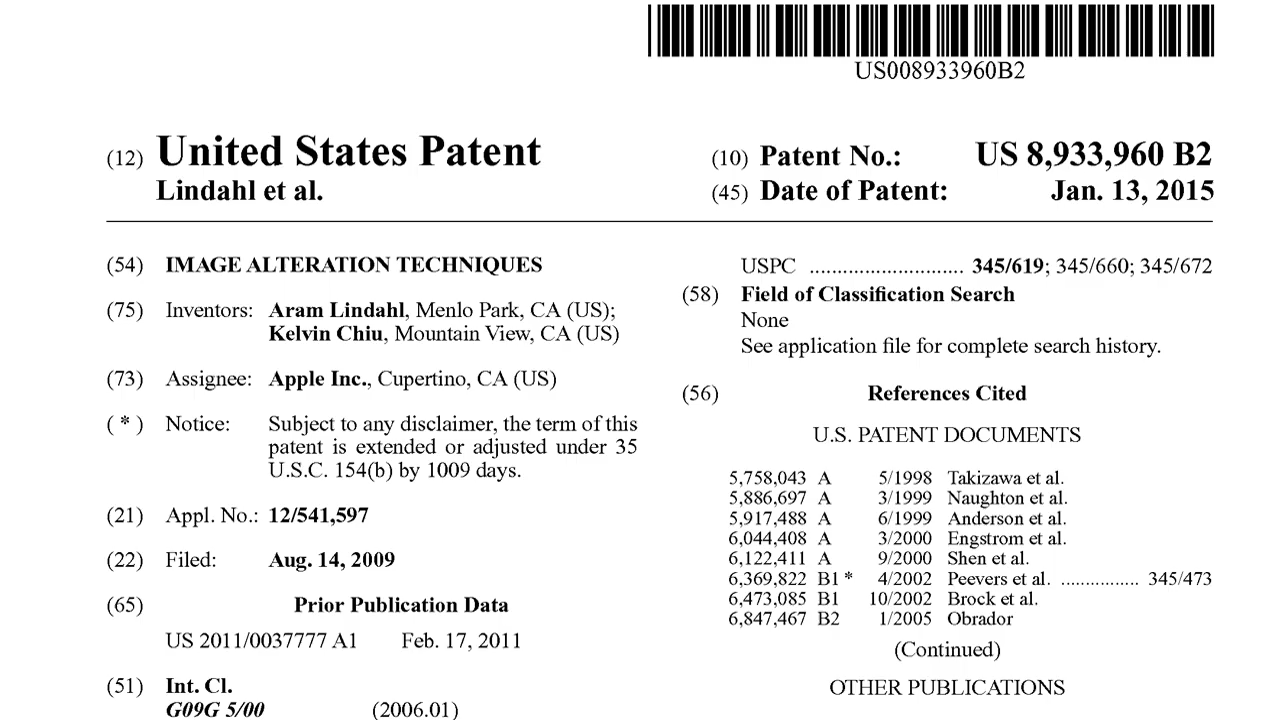 US008933960B2
(12) United States Patent
Lindahl et al.
(10) Patent No.: US 8,933,960 B2
(45) Date of Patent: Jan. 13, 2015
(54) IMAGE ALTERATION TECHNIQUES
(75) Inventors: Aram Lindahl, Menlo Park, CA (US);
Kelvin Chiu, Mountain View, CA (US)
(73) Assignee: Apple Inc., Cupertino, CA (US)
( * ) Notice: Subject to any disclaimer, the term of this
patent is extended or adjusted under 35
U.S.C. 154(b) by 1009 days.
(21) Appl. No.: 12/541,597
(22) Filed: Aug. 14, 2009
(65) Prior Publication Data
US 2011/0037777 A1 Feb. 17, 2011
(51) Int. Cl.
G09G 5/00 (2006.01)
USPC ............................ 345/619; 345/660; 345/672
(58) Field of Classification Search
None
See application file for complete search history.
(56) References Cited
U.S. PATENT DOCUMENTS
5,758,043 A 5/1998 Takizawa et al.
5,886,697 A 3/1999 Naughton et al.
5,917,488 A 6/1999 Anderson et al.
6,044,408 A 3/2000 Engstrom et al.
6,122,411 A 9/2000 Shen et al.
6,369,822 B1 * 4/2002 Peevers et al. ................ 345/473
6,473,085 B1 10/2002 Brock et al.
6,847,467 B2 1/2005 Obrador
(Continued)
OTHER PUBLICATIONS